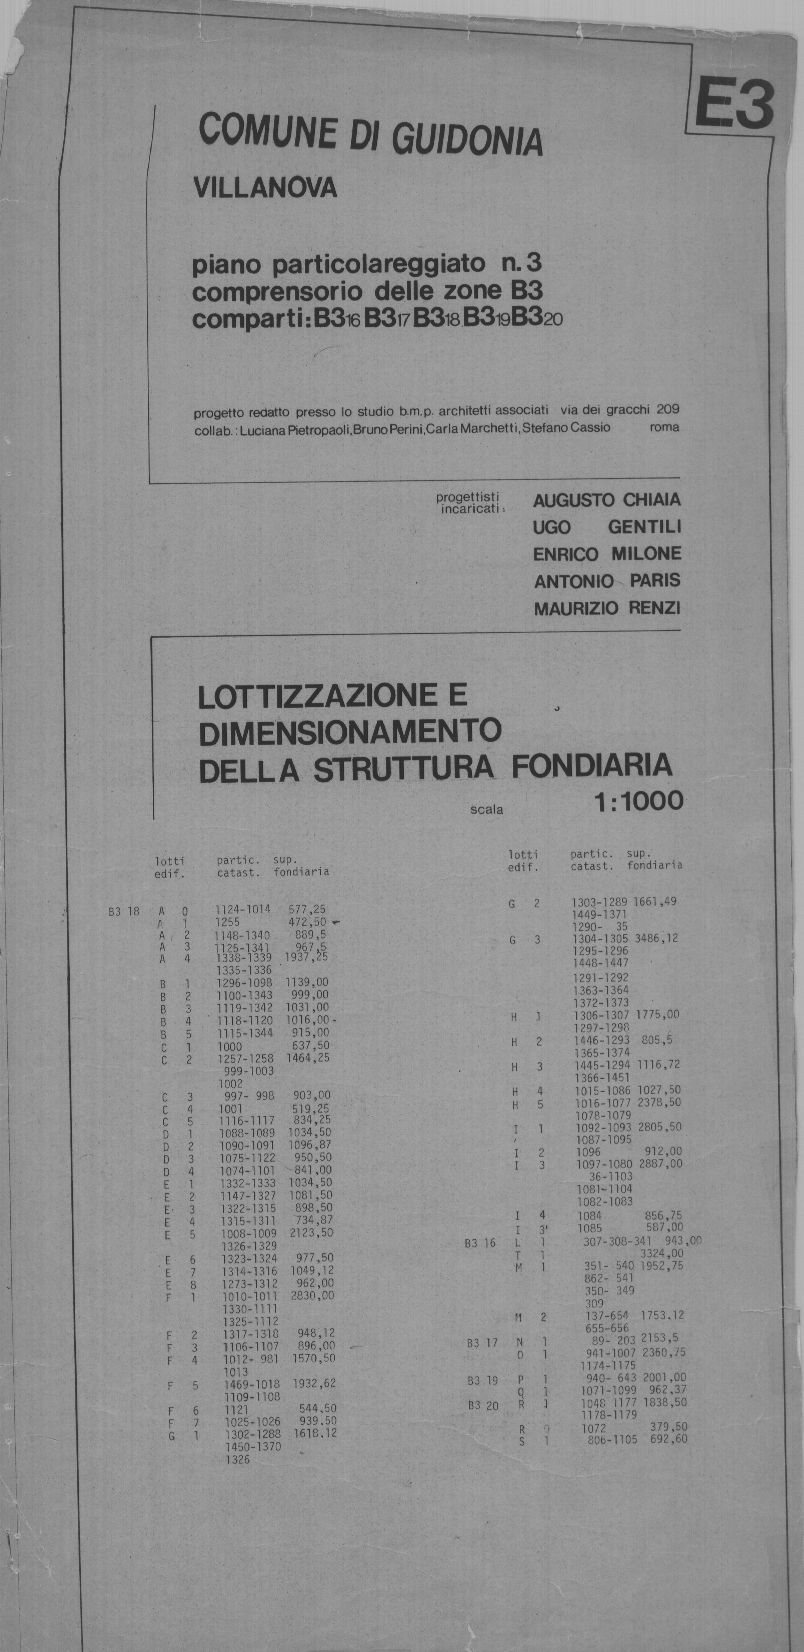 E3
COMUNE DI GUIDONIA
VILLANOVA
piano particolareggiato n.3
comprensorio delle zone B3
comparti:B316 B317 B318 B319 B320
progetto redatto presso lo studio b.m.p. architetti associati via dei gracchi 209
collab.: Luciana Pietropaoli, Bruno Perini, Carla Marchetti, Stefano Cassio roma
progettisti
incaricati:
AUGUSTO CHIAIA
UGO GENTILI
ENRICO MILONE
ANTONIO PARIS
MAURIZIO RENZI
LOTTIZZAZIONE E
DIMENSIONAMENTO
DELLA STRUTTURA FONDIARIA
scala 1:1000
lotti partic. sup.
edif. catast. fondiaria
B3 18 A 0 1124-1014 577,25
A 1 1255 472,50
A 2 1148-1340 889,5
A 3 1125-1341 967,5
A 4 1338-1339 1937,25
1335-1336
B 1 1296-1098 1139,00
B 2 1100-1343 999,00
B 3 1119-1342 1031,00
B 4 1118-1120 1016,00
B 5 1115-1344 915,00
C 1 1000 637,50
C 2 1257-1258 1464,25
999-1003
1002
C 3 997- 998 903,00
C 4 1001 519,25
C 5 1116-1117 834,25
D 1 1088-1089 1034,50
D 2 1090-1091 1096,87
D 3 1075-1122 950,50
D 4 1074-1101 841,00
E 1 1332-1333 1034,50
E 2 1147-1327 1081,50
E 3 1322-1315 898,50
E 4 1315-1311 734,87
E 5 1008-1009 2123,50
1326-1329
E 6 1323-1324 977,50
E 7 1314-1316 1049,12
E 8 1273-1312 962,00
F 1 1010-1011 2830,00
1330-1111
1325-1112
F 2 1317-1318 948,12
F 3 1106-1107 896,00
F 4 1012- 981 1570,50
1013
F 5 1469-1018 1932,62
1109-1108
F 6 1121 544,50
F 7 1025-1026 939,50
G 1 1302-1288 1618,12
1450-1370
1326
lotti partic. sup.
edif. catast. fondiaria
G 2 1303-1289 1661,49
1449-1371
1290- 35
G 3 1304-1305 3486,12
1295-1296
1448-1447
1291-1292
1363-1364
1372-1373
H 1 1306-1307 1775,00
1297-1298
H 2 1446-1293 805,5
1365-1374
H 3 1445-1294 1116,72
1366-1451
H 4 1015-1086 1027,50
H 5 1016-1077 2378,50
1078-1079
I 1 1092-1093 2805,50
1087-1095
I 2 1096 912,00
I 3 1097-1080 2887,00
36-1103
1081-1104
1082-1083
I 4 1084 856,75
I 3' 1085 587,00
B3 16 L 1 307-308-341 943,00
T 1 3324,00
M 1 351- 540 1952,75
862- 541
350- 349
309
M 2 137-654 1753,12
655-656
B3 17 N 1 89- 203 2153,5
O 1 941-1007 2360,75
1174-1175
B3 19 P 1 940- 643 2001,00
Q 1 1071-1099 962,37
B3 20 R 1 1048 1177 1838,50
1178-1179
R 1072 379,50
S 1 806-1105 692,60